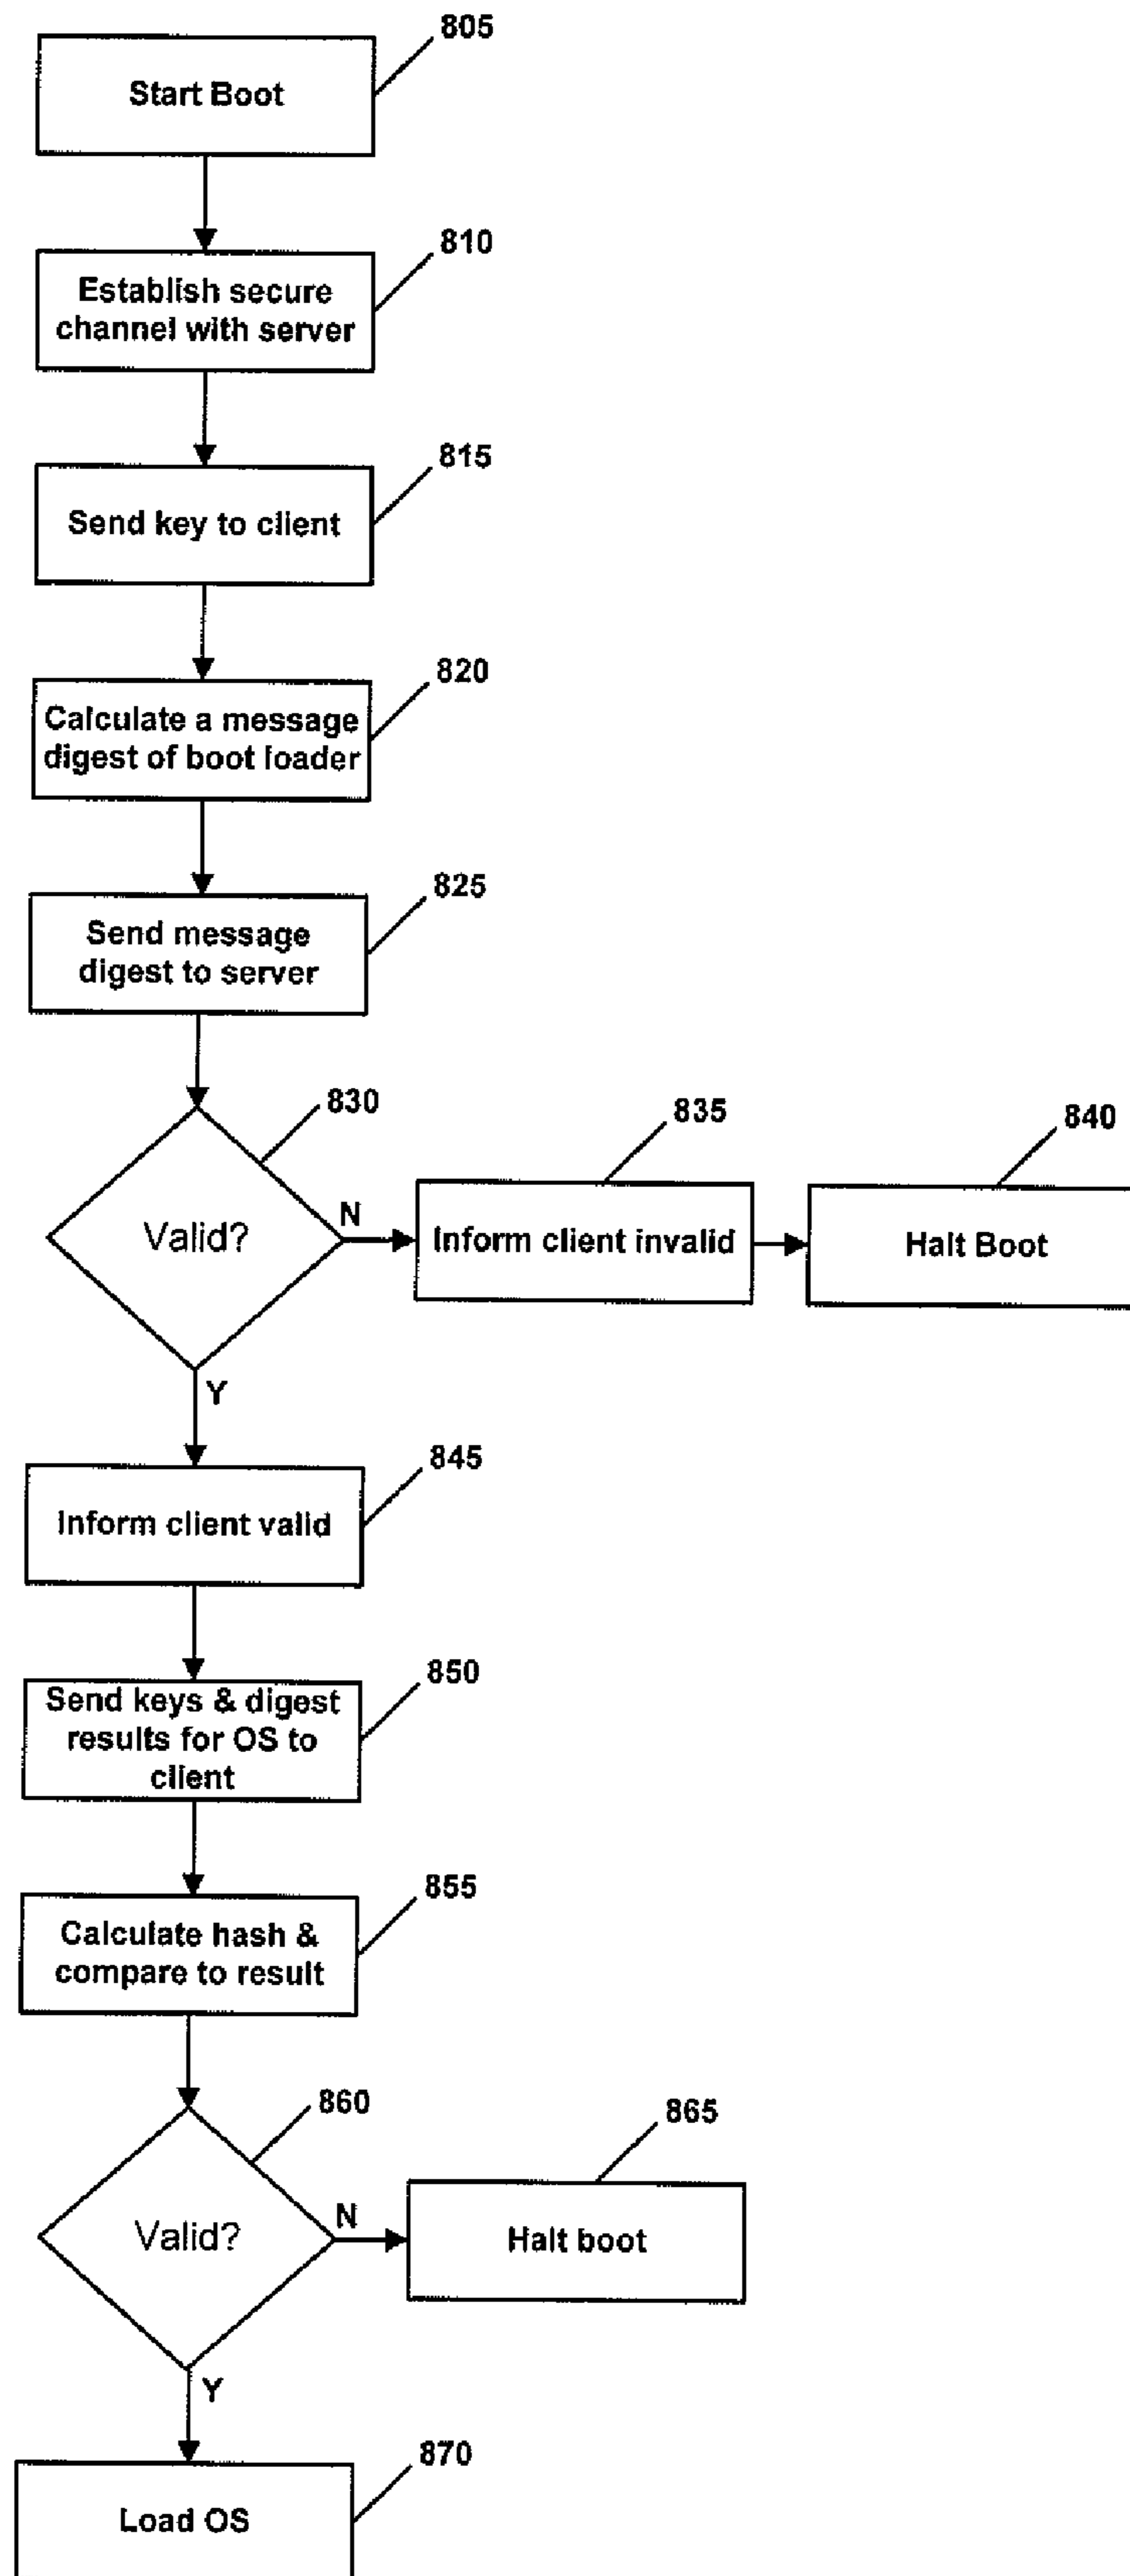 805
Start Boot
810
Establish secure
channel with server
815
Send key to client
820
Calculate a message
digest of boot loader
825
Send message
digest to server
830
Valid?
N
835
Inform client invalid
840
Halt Boot
Y
845
Inform client valid
850
Send keys & digest
results for OS to
client
855
Calculate hash &
compare to result
860
Valid?
N
865
Halt boot
Y
870
Load OS